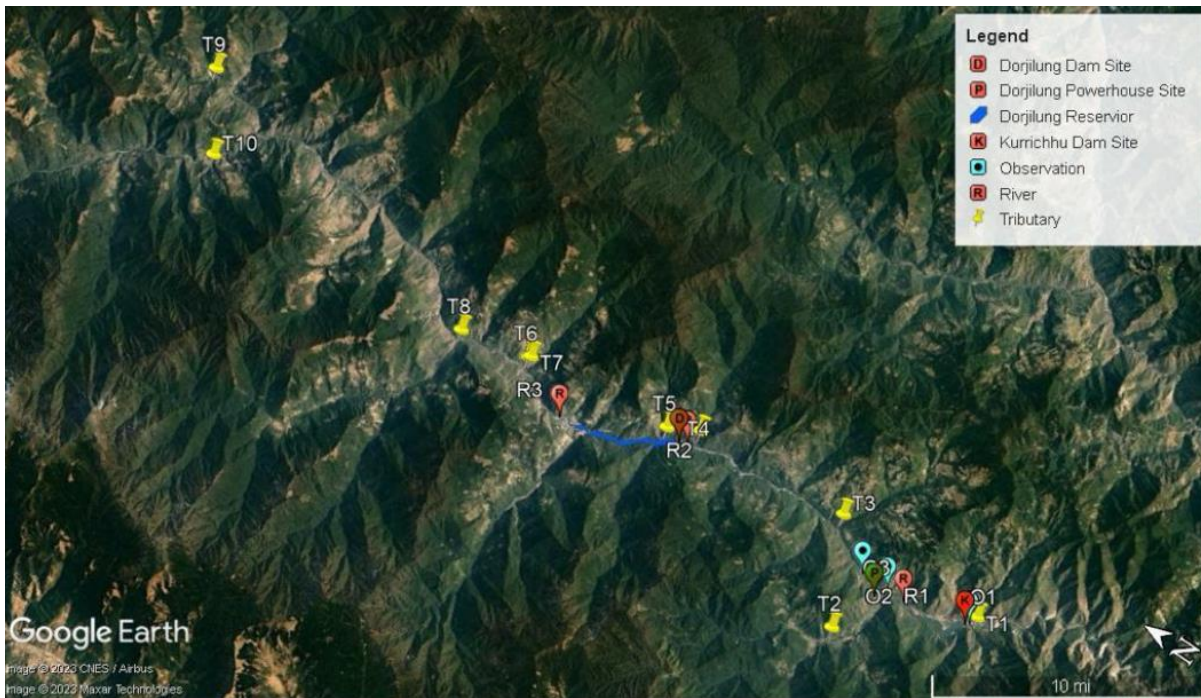 Legend
D Dorjilung Dam Site
P Dorjilung Powerhouse Site
Dorjilung Reservior
K Kurrichhu Dam Site
Observation
R River
Tributary
T9
T10
T8
T6
T7
R3
R
T5
D
T4
R2
T3
P
O2
R
R1
K
O1
T1
T2
Google Earth
Image © 2023 CNES / Airbus
Image © 2023 Maxar Technologies
10 mi
N